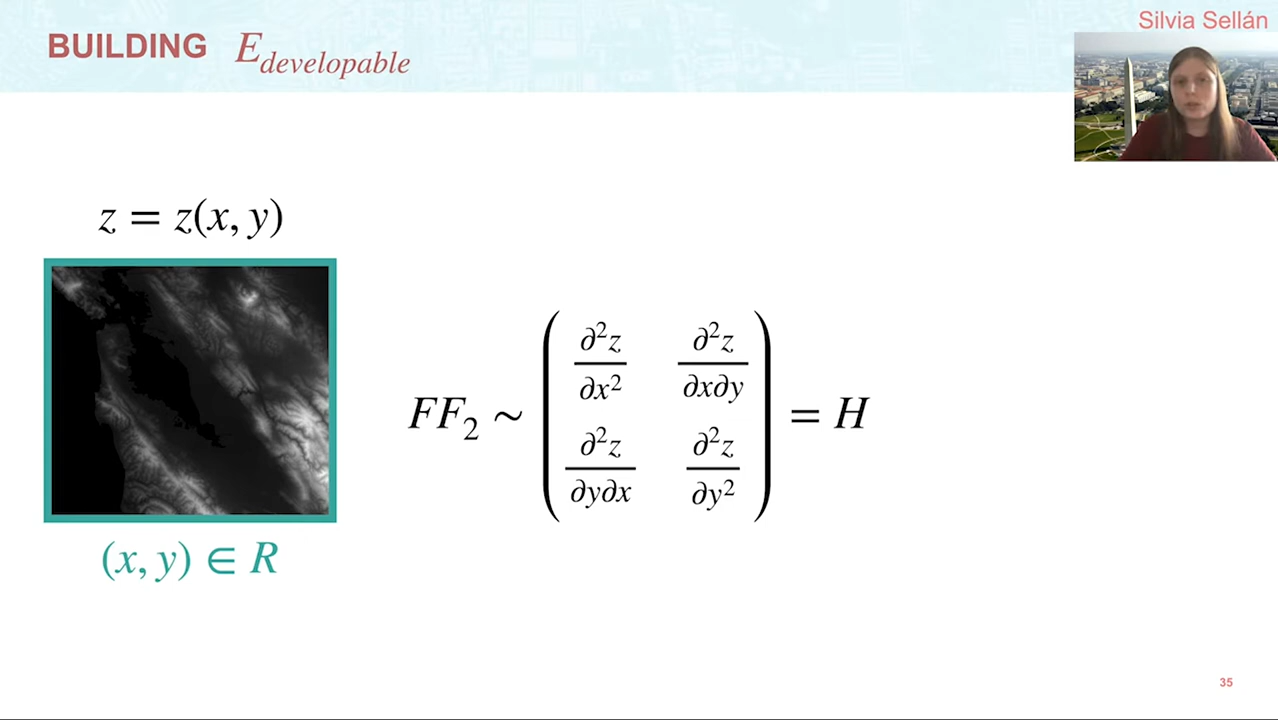 Silvia Sellán
BUILDING E_developable
z = z(x, y)
FF₂ ~ ( ∂²z/∂x² ∂²z/∂x∂y
∂²z/∂y∂x ∂²z/∂y² ) = H
(x, y) ∈ R
35